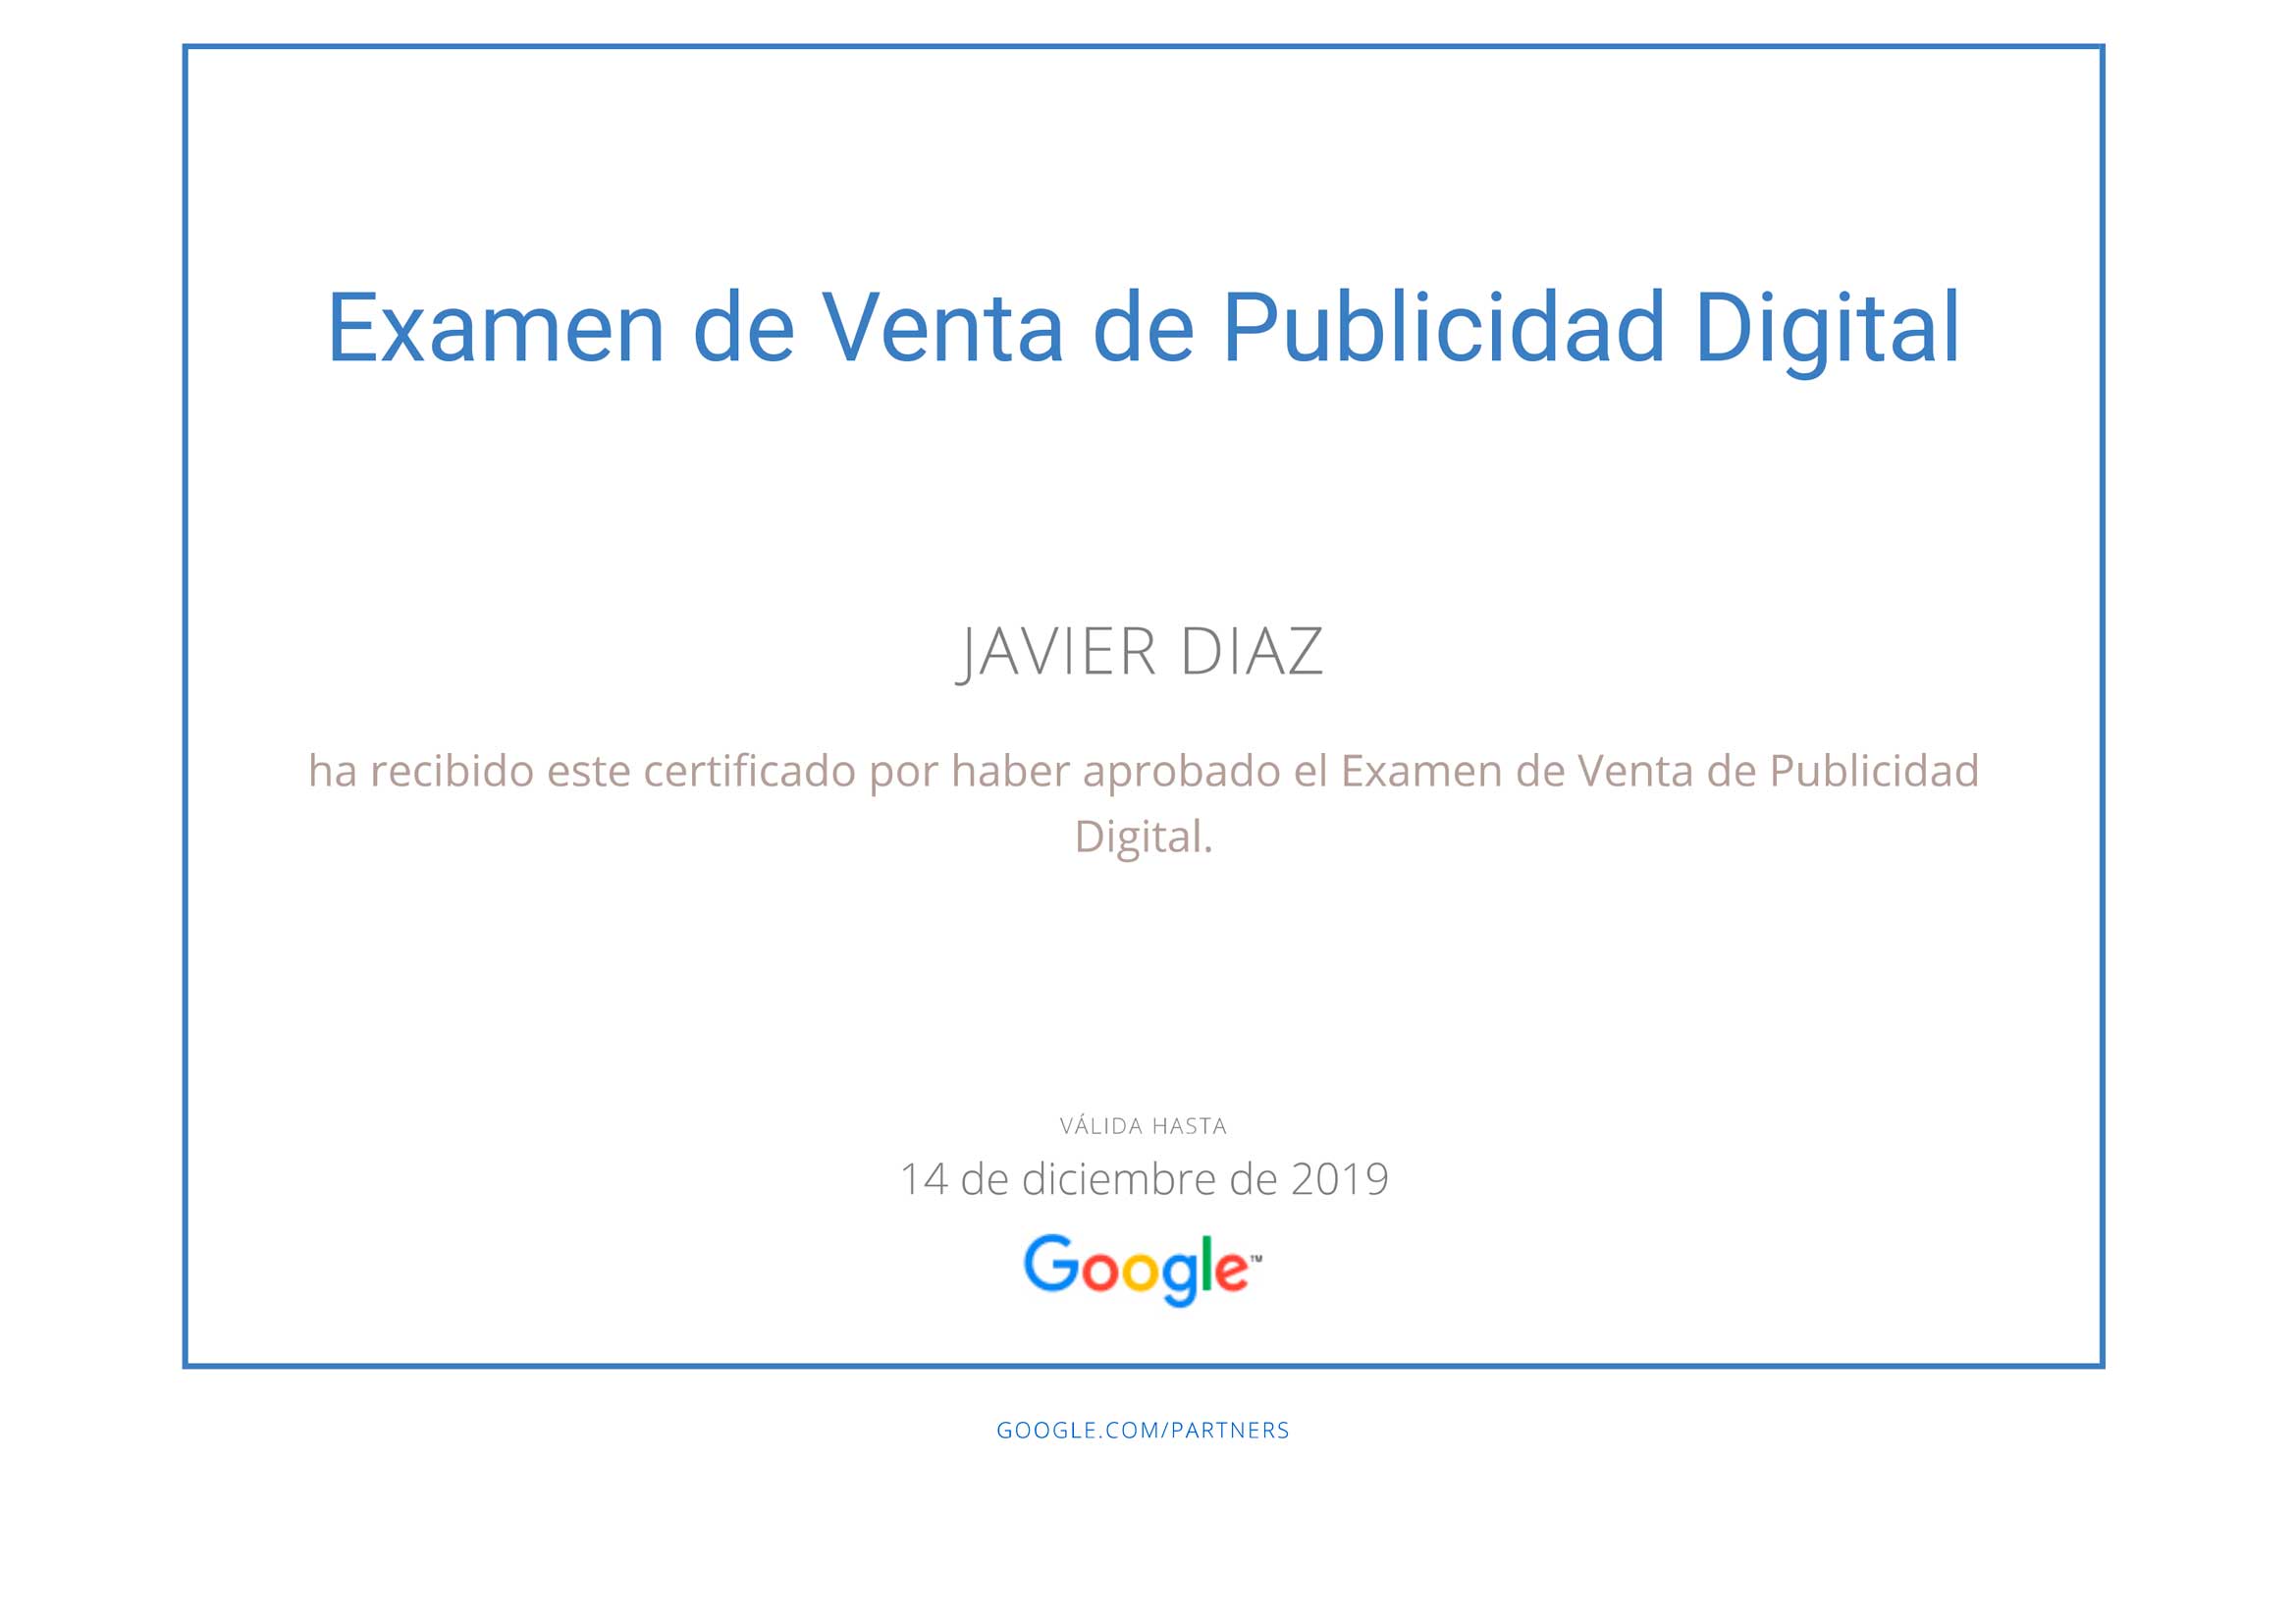 Examen de Venta de Publicidad Digital
JAVIER DIAZ
ha recibido este certificado por haber aprobado el Examen de Venta de Publicidad
Digital.
VÁLIDA HASTA
14 de diciembre de 2019
Google™
GOOGLE.COM/PARTNERS